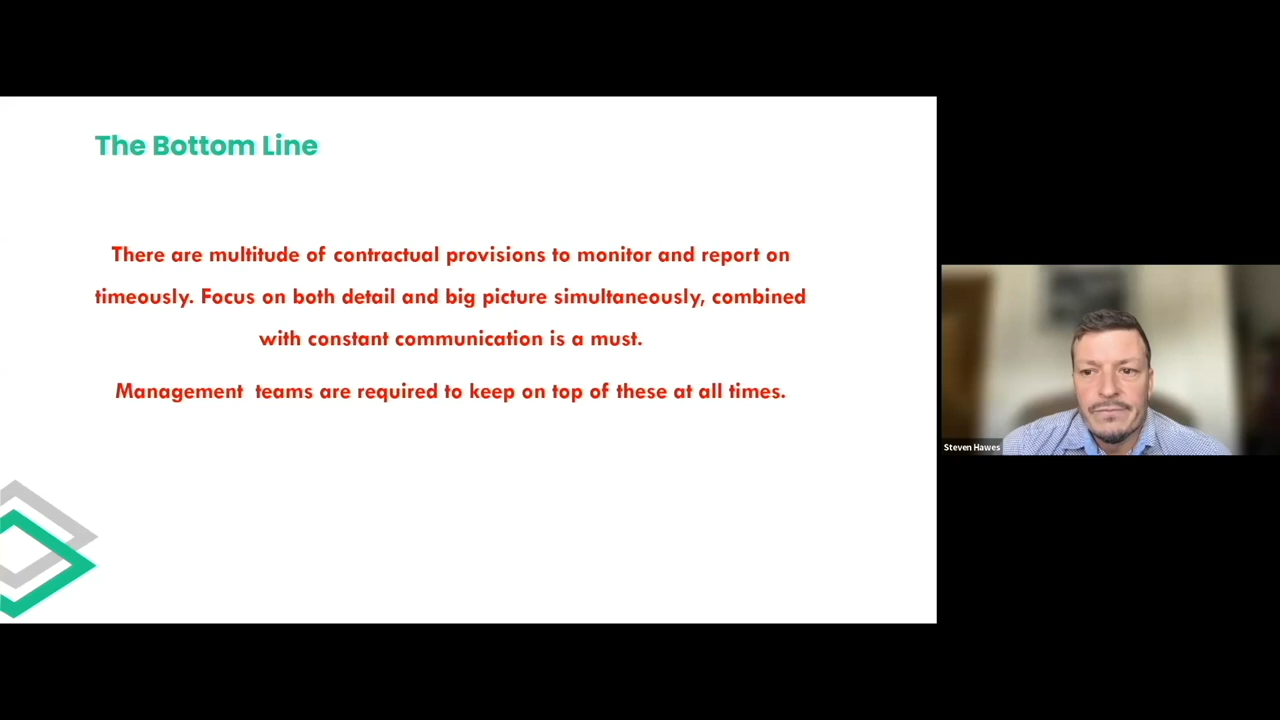 The Bottom Line
There are multitude of contractual provisions to monitor and report on
timeously. Focus on both detail and big picture simultaneously, combined
with constant communication is a must.
Management  teams are required to keep on top of these at all times.
Steven Hawes